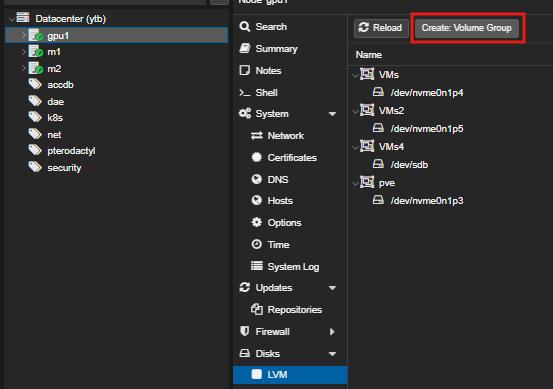 Node 'gpu1'
Datacenter (ytb)
gpu1
m1
m2
accdb
dae
k8s
net
pterodactyl
security
Search
Summary
Notes
Shell
System
Network
Certificates
DNS
Hosts
Options
Time
System Log
Updates
Repositories
Firewall
Disks
LVM
Reload
Create: Volume Group
Name
VMs
/dev/nvme0n1p4
VMs2
/dev/nvme0n1p5
VMs4
/dev/sdb
pve
/dev/nvme0n1p3